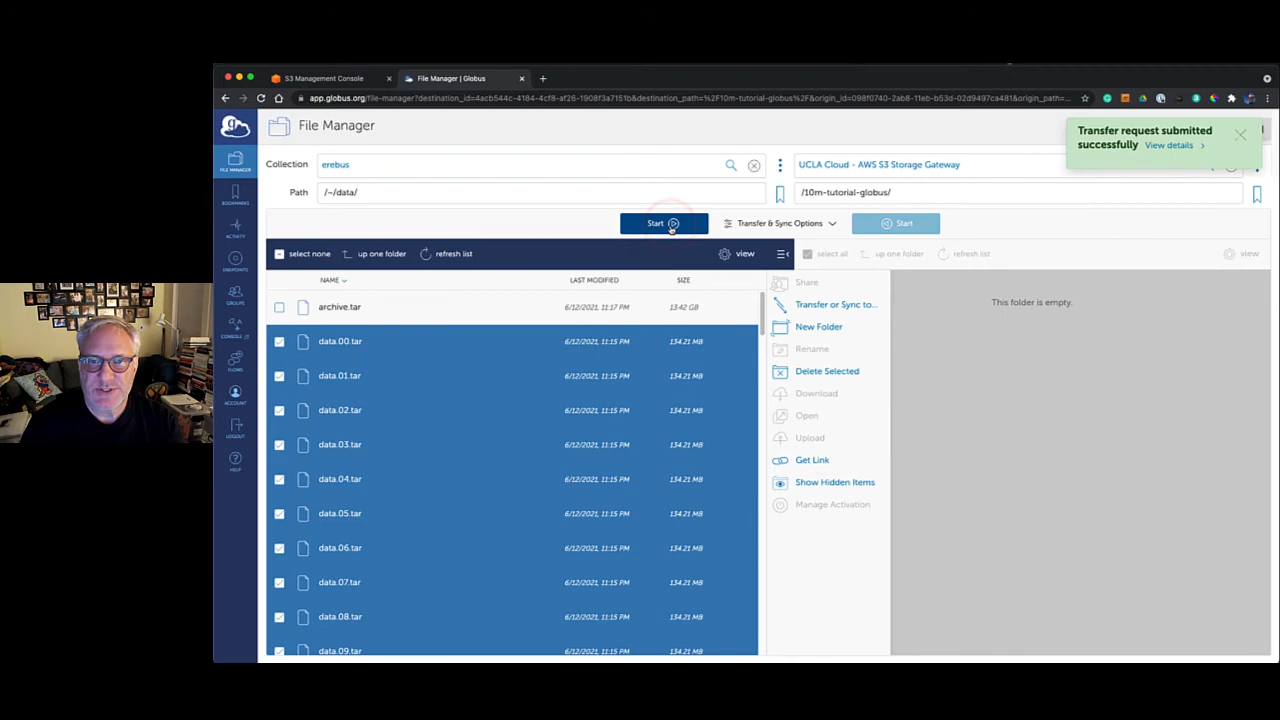 S3 Management Console
File Manager | Globus
app.globus.org/file-manager?destination_id=4acb544c-4184-4cf8-af26-1908f3a7151b&destination_path=%2F10m-tutorial-globus%2F&origin_id=098f0740-2ab8-11eb-b53d-02d9497ca481&origin_path=...
File Manager
Transfer request submitted
successfully View details
FILE MANAGER
BOOKMARKS
ACTIVITY
ENDPOINTS
GROUPS
CONSOLE
FLOWS
ACCOUNT
LOGOUT
HELP
Collection erebus
UCLA Cloud - AWS S3 Storage Gateway
Path /~/data/
/10m-tutorial-globus/
Start Transfer & Sync Options Start
select none up one folder refresh list view
select all up one folder refresh list view
NAME LAST MODIFIED SIZE
archive.tar 6/12/2021, 11:17 PM 13.42 GB
data.00.tar 6/12/2021, 11:15 PM 134.21 MB
data.01.tar 6/12/2021, 11:15 PM 134.21 MB
data.02.tar 6/12/2021, 11:15 PM 134.21 MB
data.03.tar 6/12/2021, 11:15 PM 134.21 MB
data.04.tar 6/12/2021, 11:15 PM 134.21 MB
data.05.tar 6/12/2021, 11:15 PM 134.21 MB
data.06.tar 6/12/2021, 11:15 PM 134.21 MB
data.07.tar 6/12/2021, 11:15 PM 134.21 MB
data.08.tar 6/12/2021, 11:15 PM 134.21 MB
data.09.tar 6/12/2021, 11:15 PM 134.21 MB
Share
Transfer or Sync to...
New Folder
Rename
Delete Selected
Download
Open
Upload
Get Link
Show Hidden Items
Manage Activation
This folder is empty.